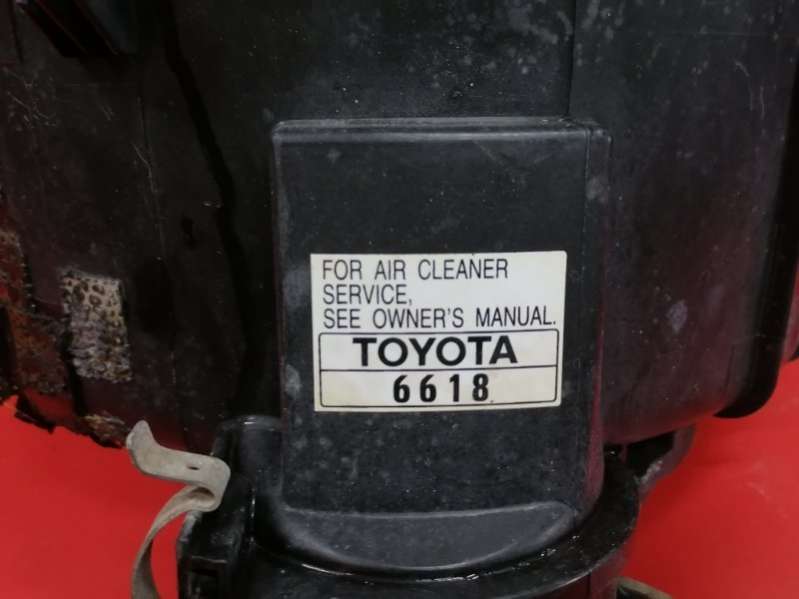 FOR AIR CLEANER
SERVICE,
SEE OWNER'S MANUAL.
TOYOTA
6618